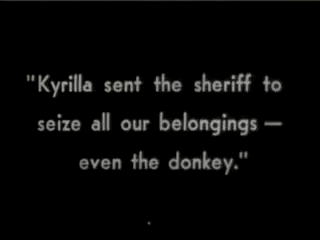 "Kyrilla sent the sheriff to
seize all our belongings —
even the donkey."